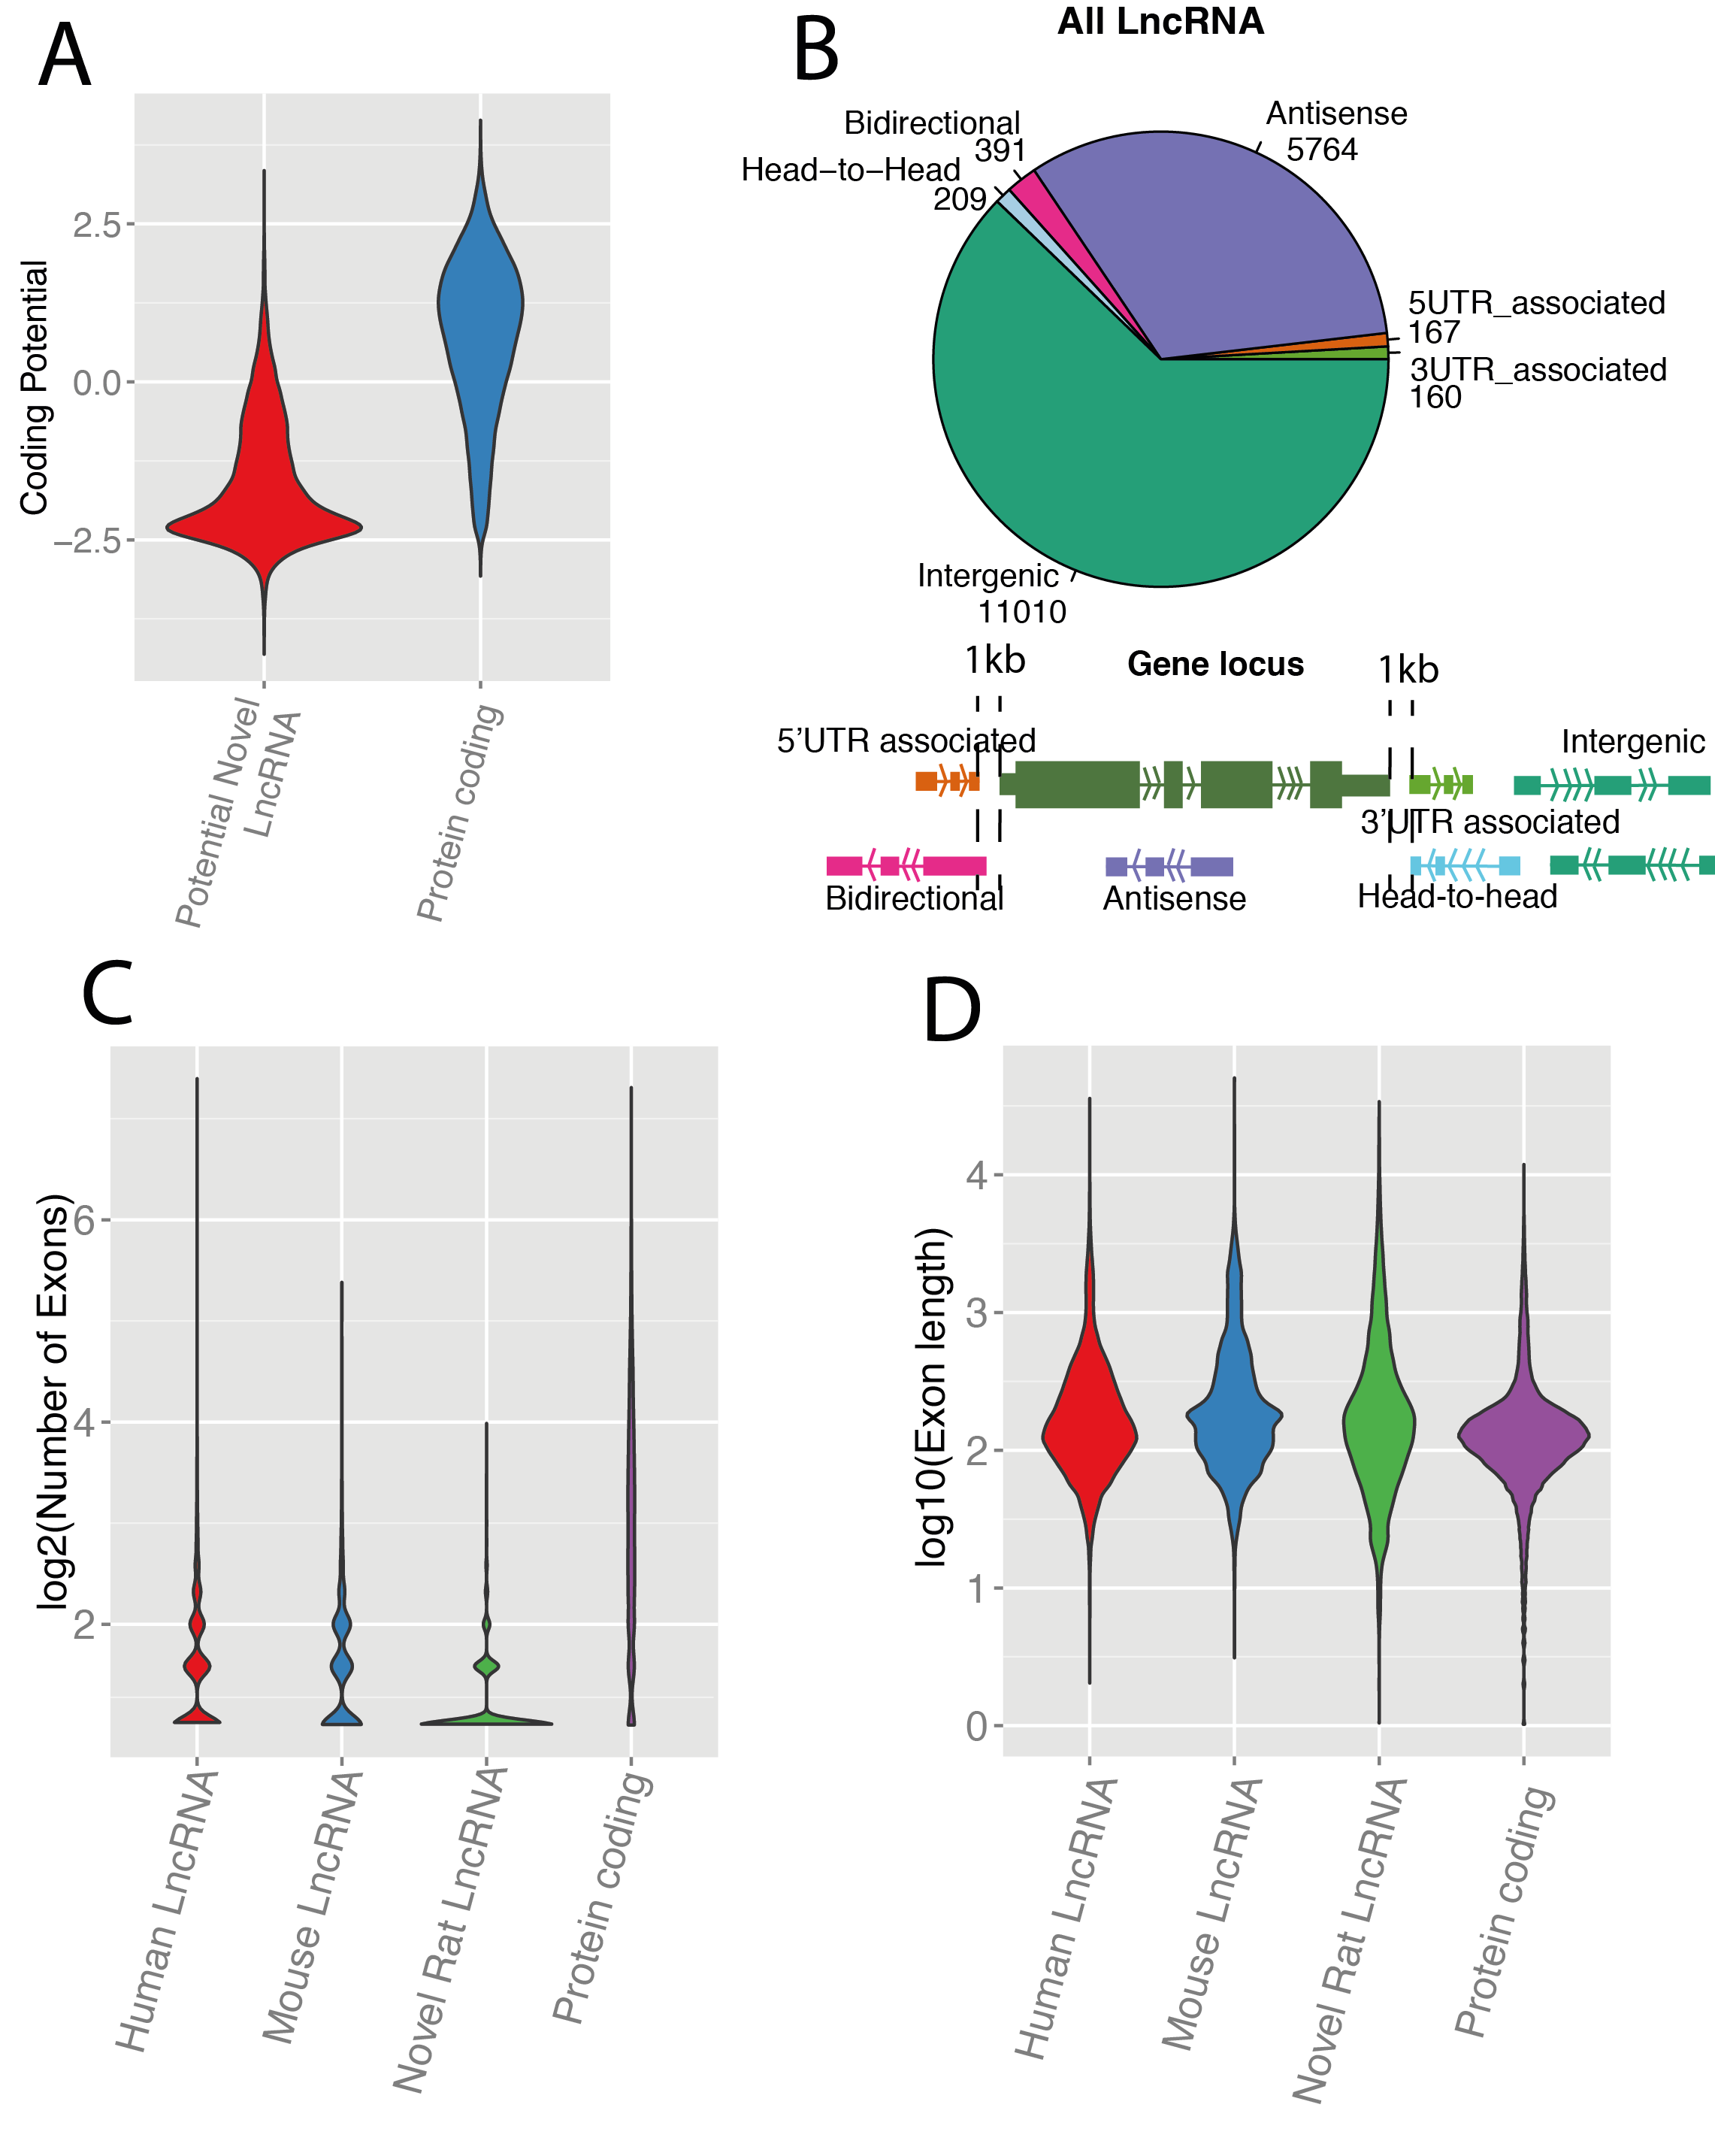 A
Coding Potential
2.5
0.0
−2.5
Potential Novel
LncRNA
Protein coding
B
All LncRNA
Bidirectional
391
Head−to−Head
209
Antisense
5764
5UTR_associated
167
3UTR_associated
160
Intergenic
11010
1kb
Gene locus
1kb
5’UTR associated
Intergenic
3’UTR associated
Bidirectional
Antisense
Head-to-head
C
log2(Number of Exons)
6
4
2
Human LncRNA
Mouse LncRNA
Novel Rat LncRNA
Protein coding
D
log10(Exon length)
4
3
2
1
0
Human LncRNA
Mouse LncRNA
Novel Rat LncRNA
Protein coding